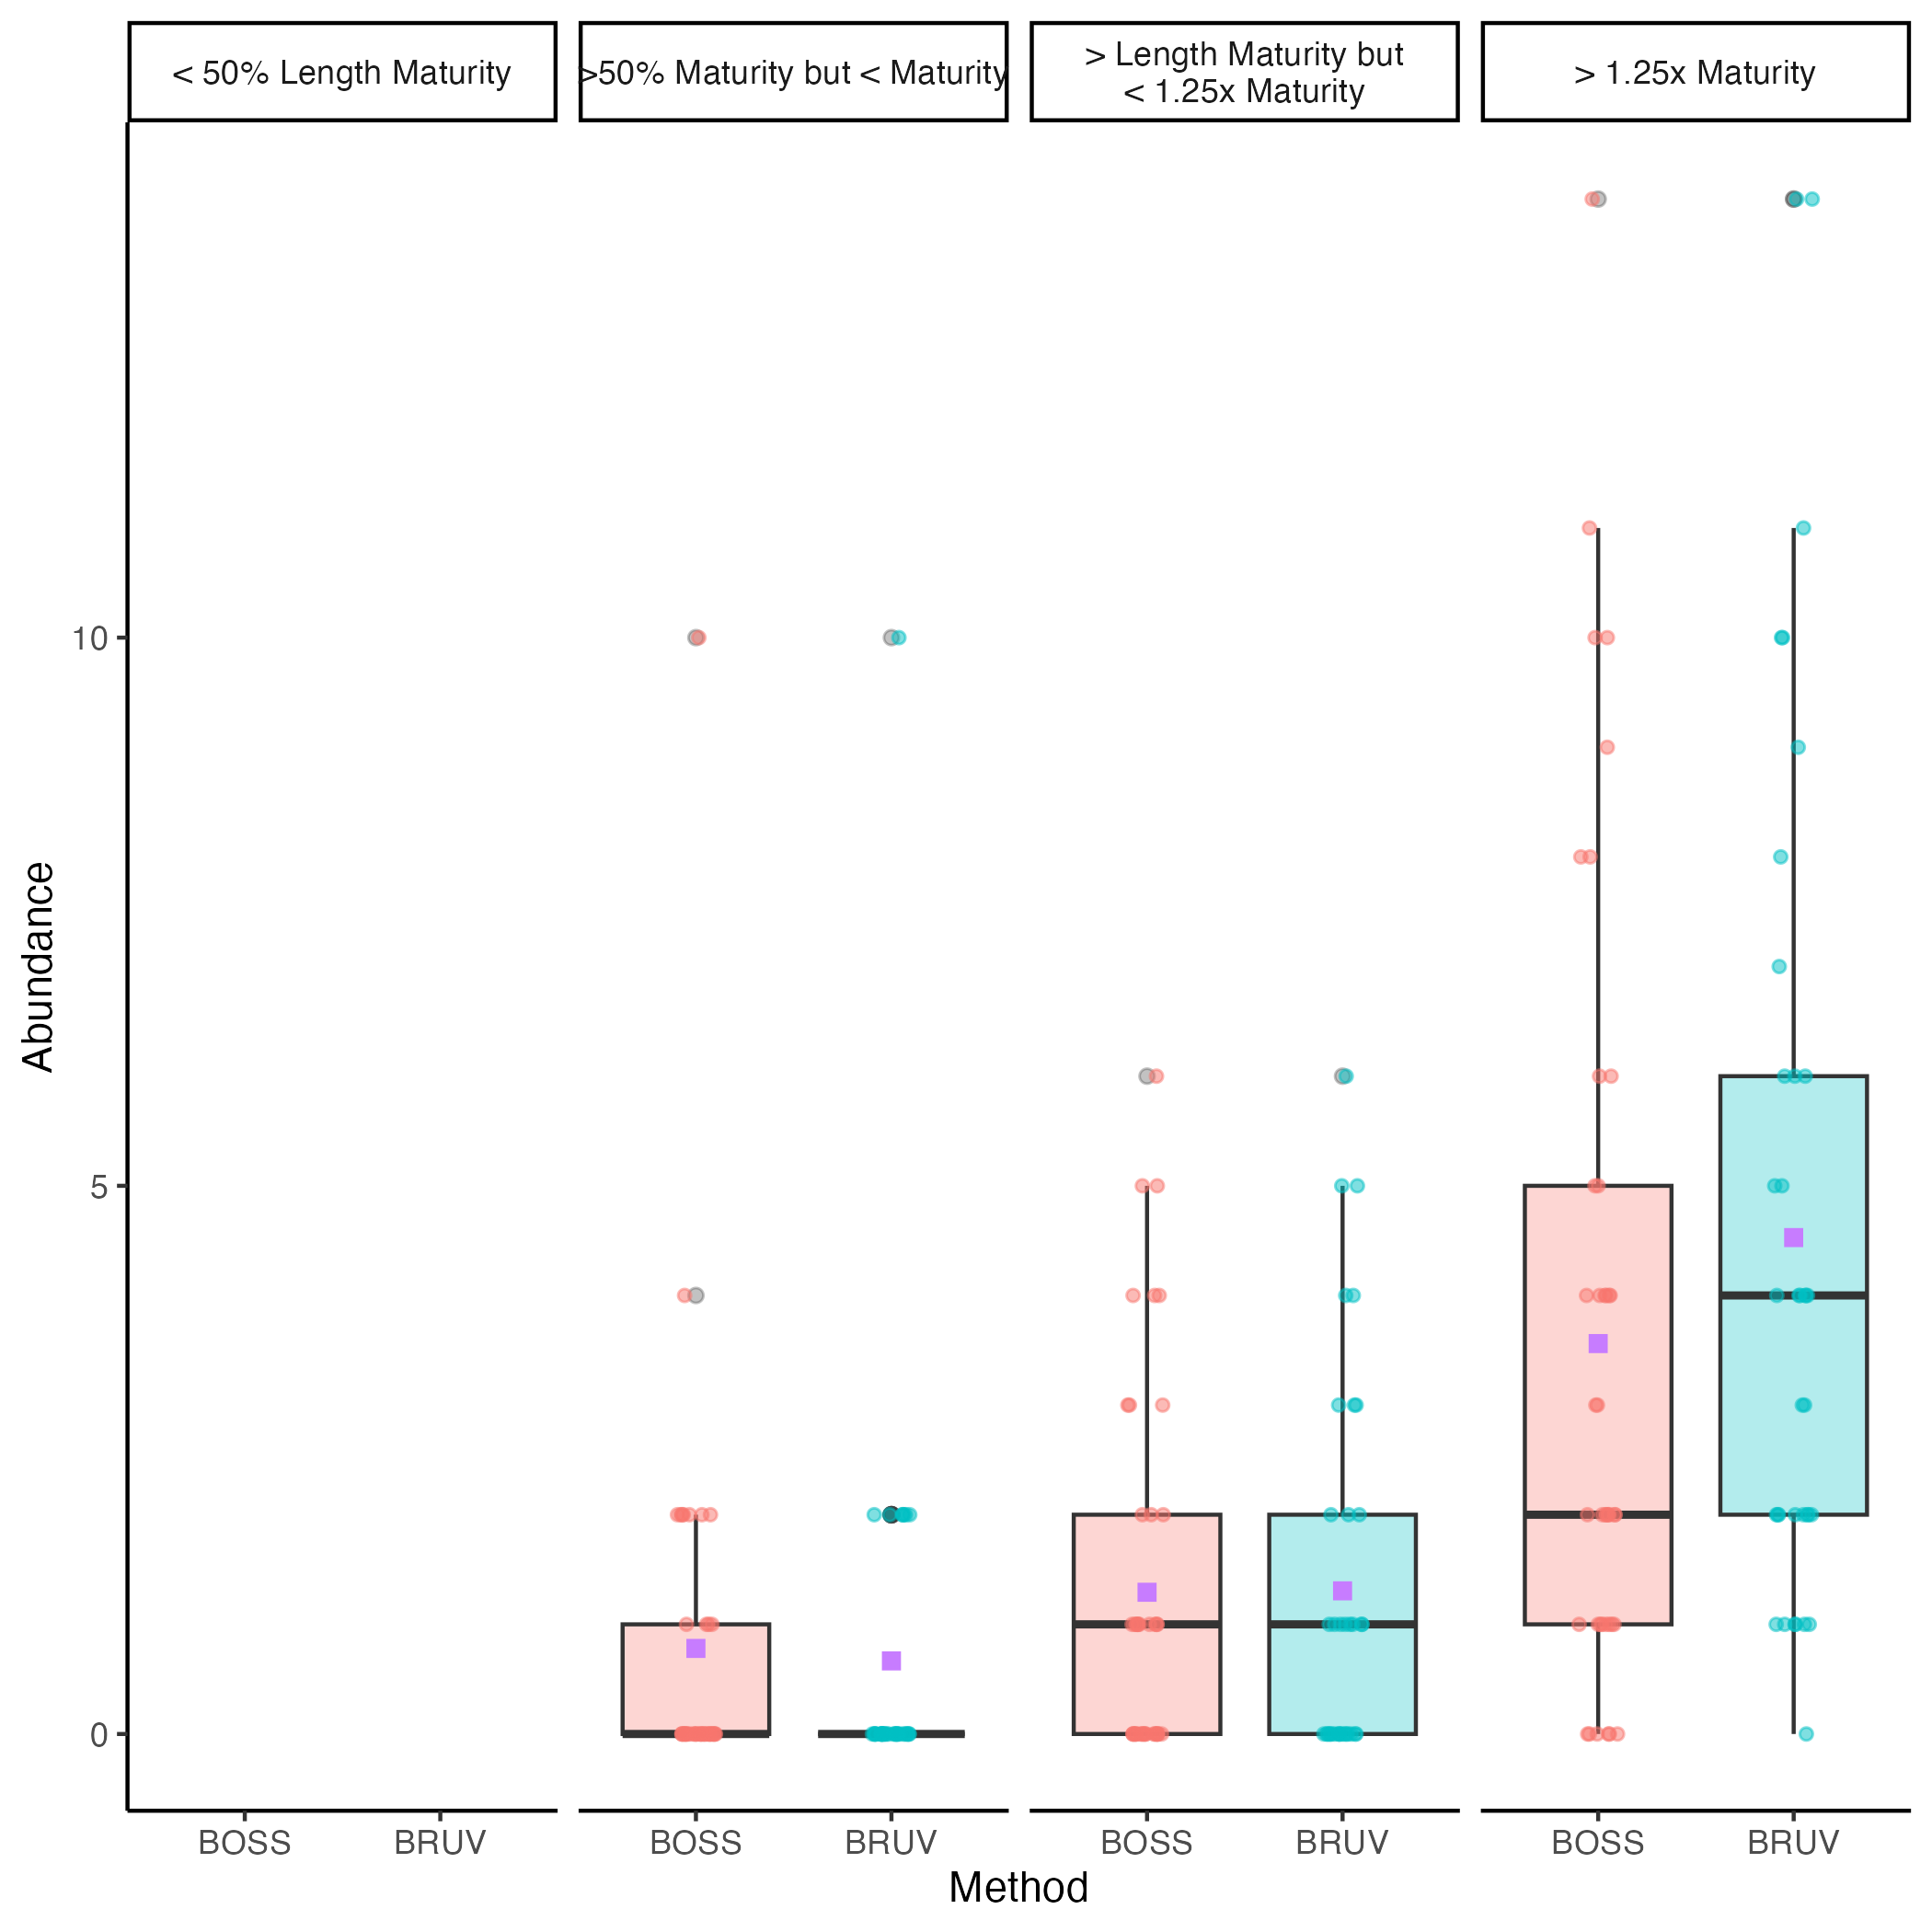 < 50% Length Maturity
>50% Maturity but < Maturity
> Length Maturity but
< 1.25x Maturity
> 1.25x Maturity
Abundance
10
5
0
BOSS BRUV BOSS BRUV BOSS BRUV BOSS BRUV
Method